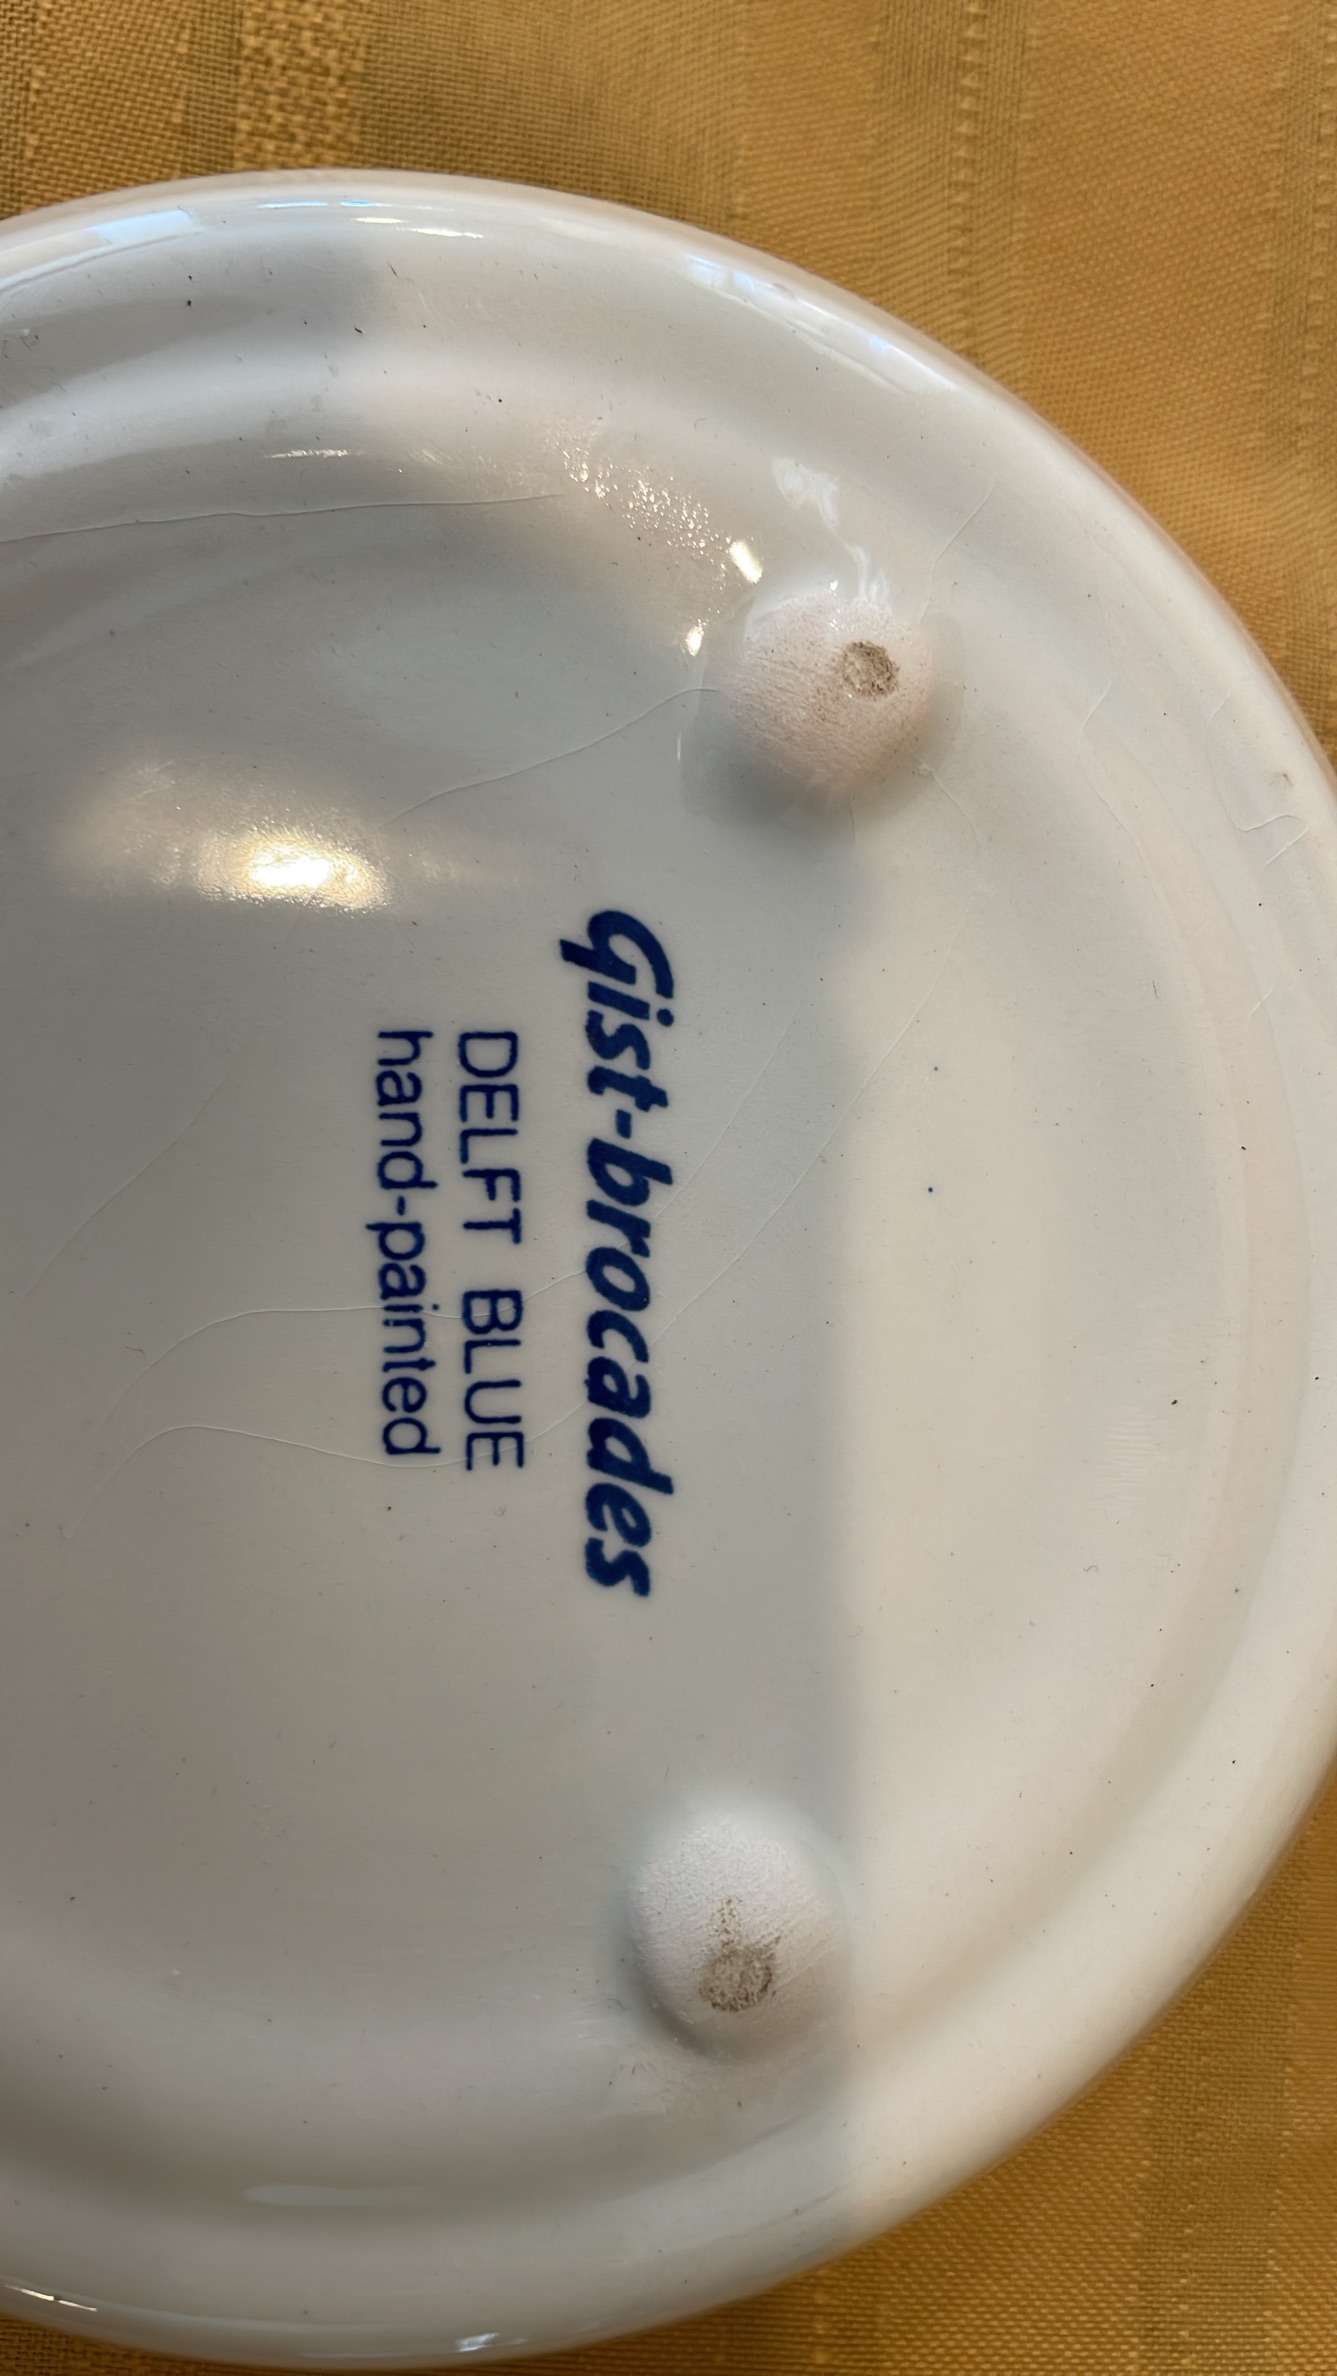 Gist-brocades
DELFT BLUE
hand-painted